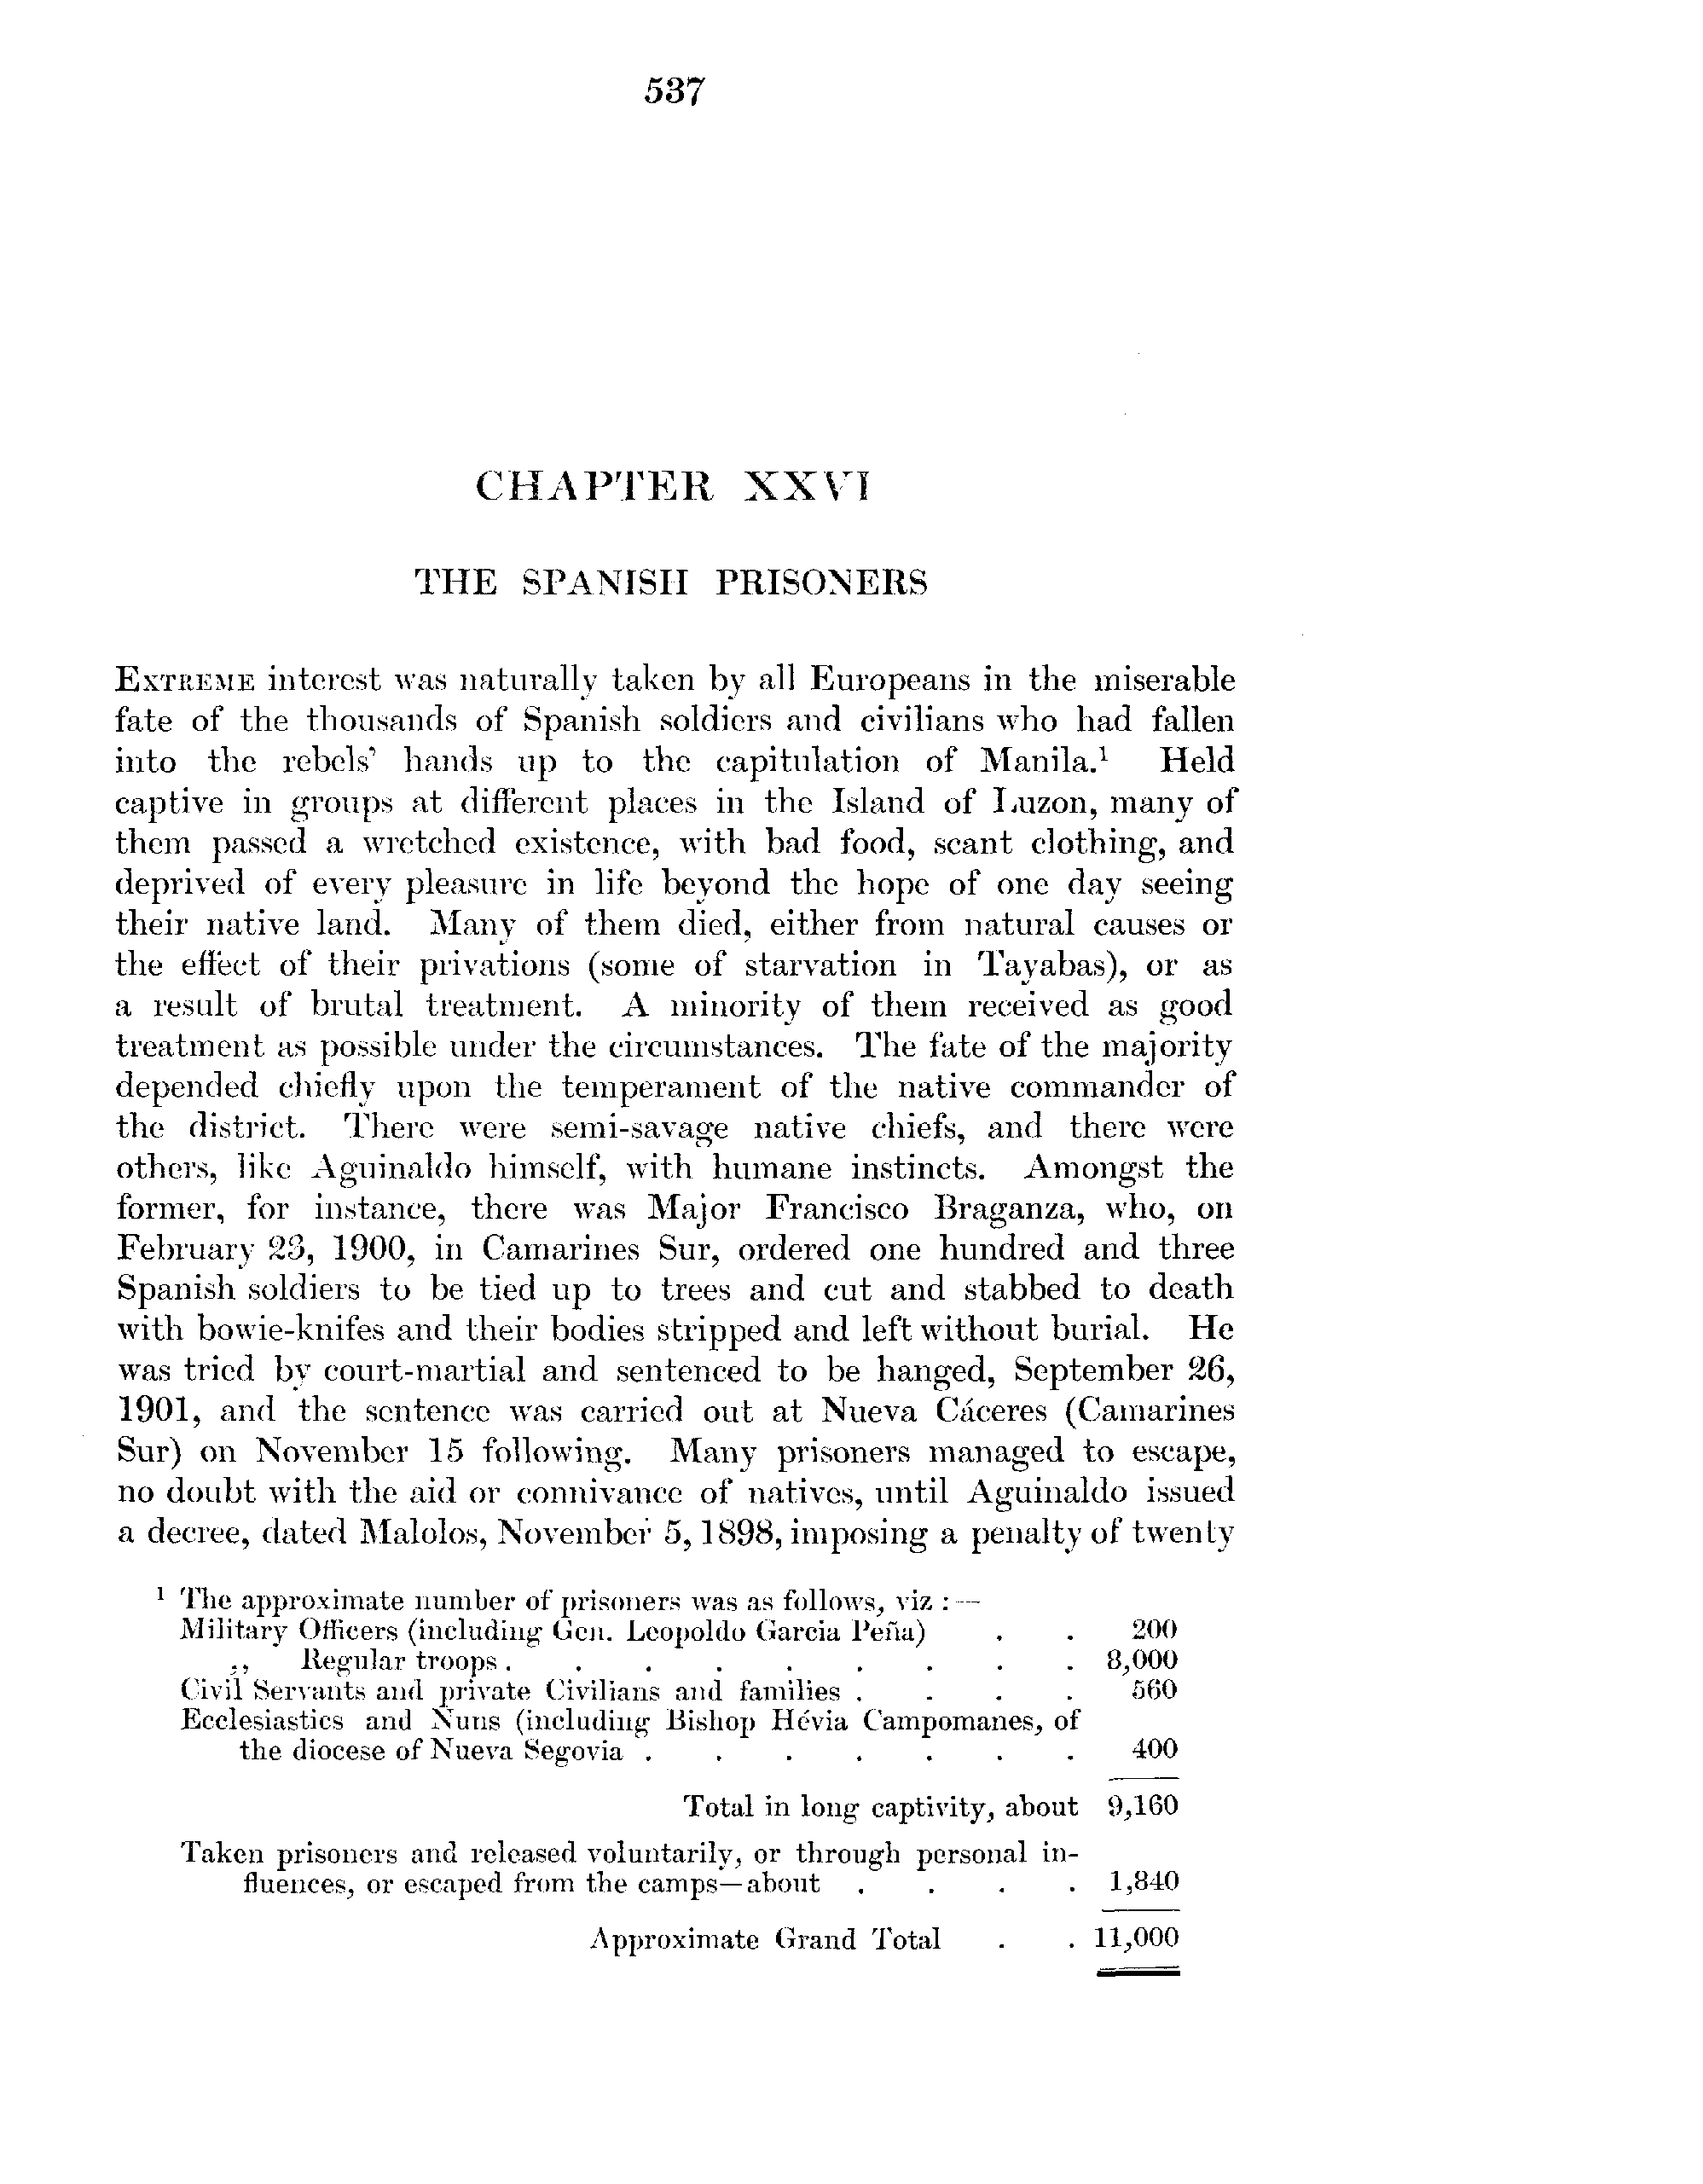 537
CHAPTER XXVI
THE SPANISH PRISONERS
EXTREME interest was naturally taken by all Europeans in the miserable
fate of the thousands of Spanish soldiers and civilians who had fallen
into the rebels' hands up to the capitulation of Manila.¹ Held
captive in groups at different places in the Island of Luzon, many of
them passed a wretched existence, with bad food, scant clothing, and
deprived of every pleasure in life beyond the hope of one day seeing
their native land. Many of them died, either from natural causes or
the effect of their privations (some of starvation in Tayabas), or as
a result of brutal treatment. A minority of them received as good
treatment as possible under the circumstances. The fate of the majority
depended chiefly upon the temperament of the native commander of
the district. There were semi-savage native chiefs, and there were
others, like Aguinaldo himself, with humane instincts. Amongst the
former, for instance, there was Major Francisco Braganza, who, on
February 23, 1900, in Camarines Sur, ordered one hundred and three
Spanish soldiers to be tied up to trees and cut and stabbed to death
with bowie-knifes and their bodies stripped and left without burial. He
was tried by court-martial and sentenced to be hanged, September 26,
1901, and the sentence was carried out at Nueva Cáceres (Camarines
Sur) on November 15 following. Many prisoners managed to escape,
no doubt with the aid or connivance of natives, until Aguinaldo issued
a decree, dated Malolos, November 5, 1898, imposing a penalty of twenty
¹ The approximate number of prisoners was as follows, viz :—
Military Officers (including Gen. Leopoldo Garcia Peña) . . 200
,, Regular troops . . . . . . . . . 8,000
Civil Servants and private Civilians and families . . . . 560
Ecclesiastics and Nuns (including Bishop Hévia Campomanes, of
the diocese of Nueva Segovia . . . . . . . 400
Total in long captivity, about 9,160
Taken prisoners and released voluntarily, or through personal in-
fluences, or escaped from the camps—about . . . . 1,840
Approximate Grand Total . . 11,000